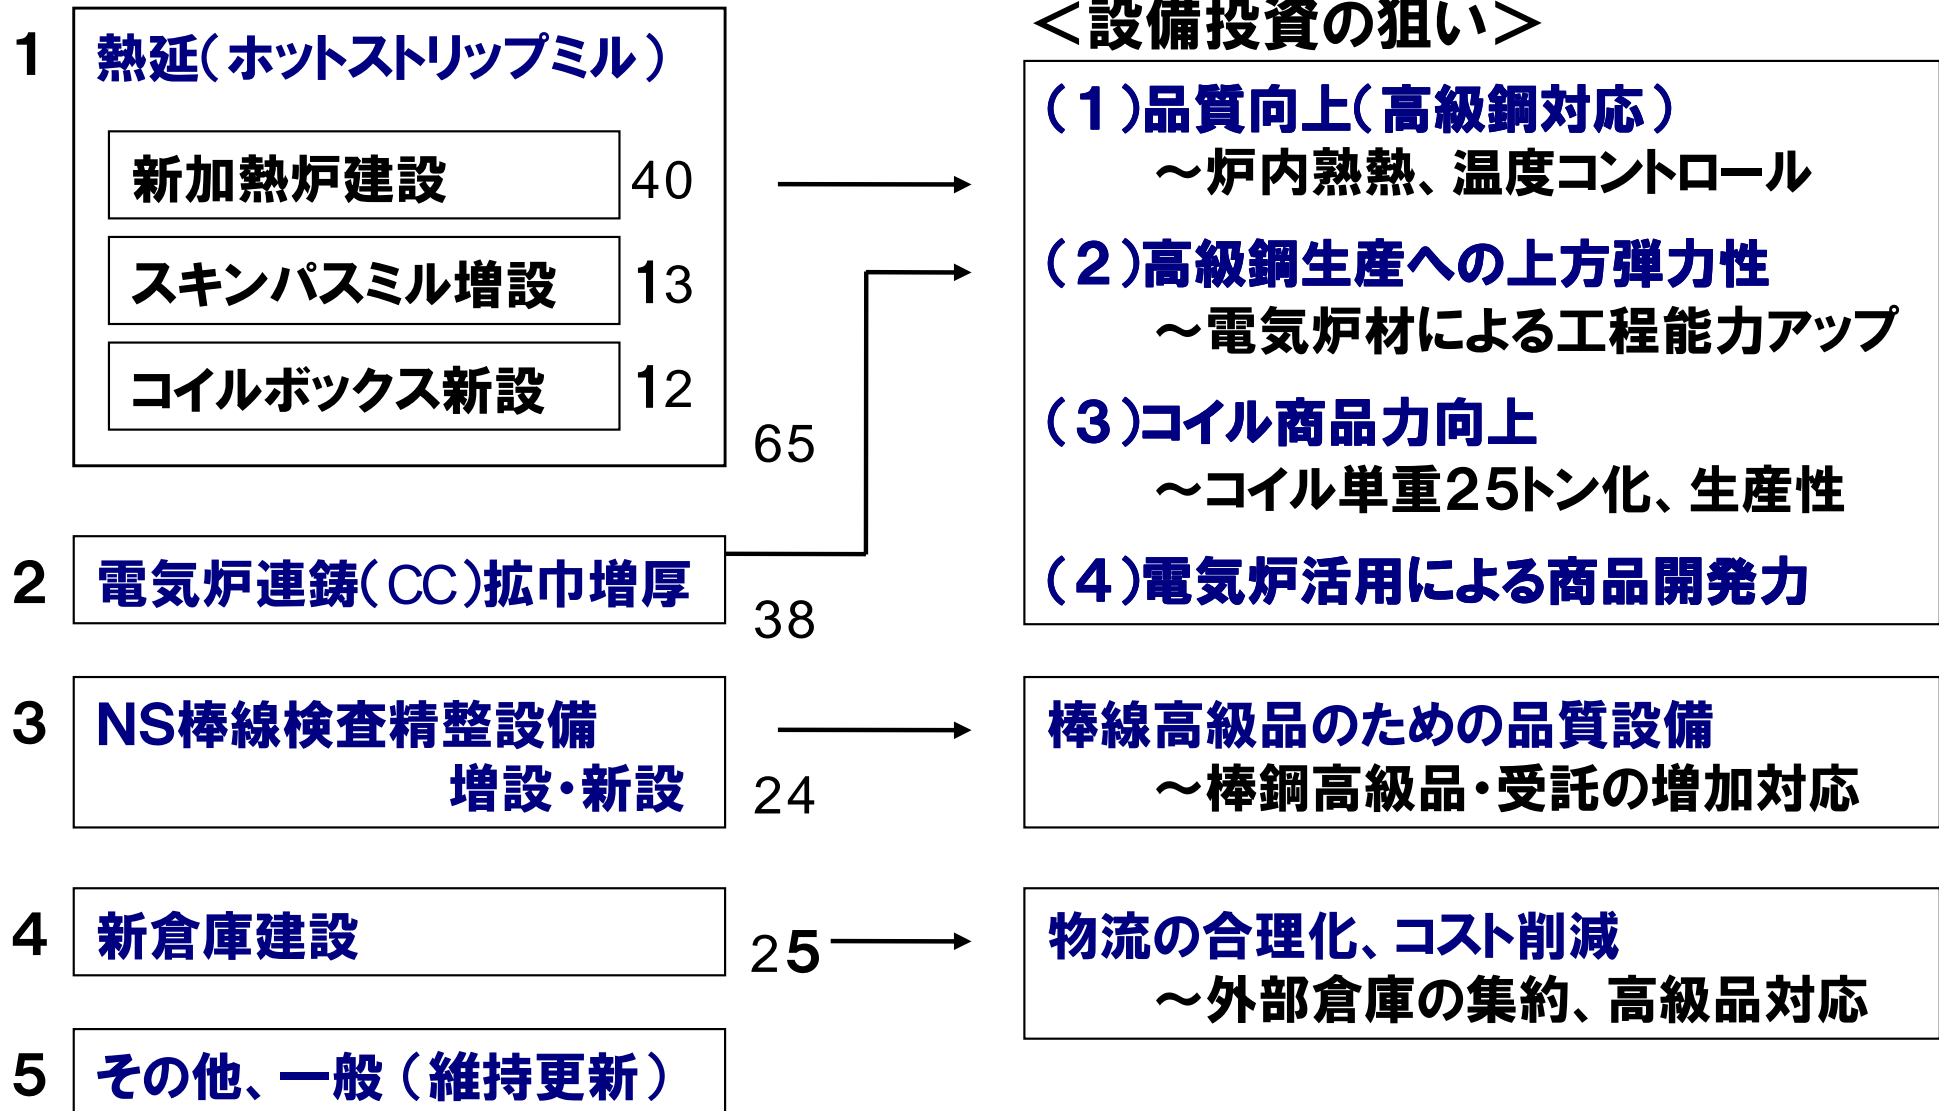 1 熱延(ホットストリップミル)
新加熱炉建設 40
スキンパスミル増設 13
コイルボックス新設 12
65
2 電気炉連鋳(CC)拡巾増厚
38
3 NS棒線検査精整設備
増設・新設
24
4 新倉庫建設
25
5 その他、一般(維持更新)
＜設備投資の狙い＞
(1)品質向上(高級鋼対応)
～炉内熟熱、温度コントロール
(2)高級鋼生産への上方弾力性
～電気炉材による工程能力アップ
(3)コイル商品力向上
～コイル単重25トン化、生産性
(4)電気炉活用による商品開発力
棒線高級品のための品質設備
～棒鋼高級品・受託の増加対応
物流の合理化、コスト削減
～外部倉庫の集約、高級品対応